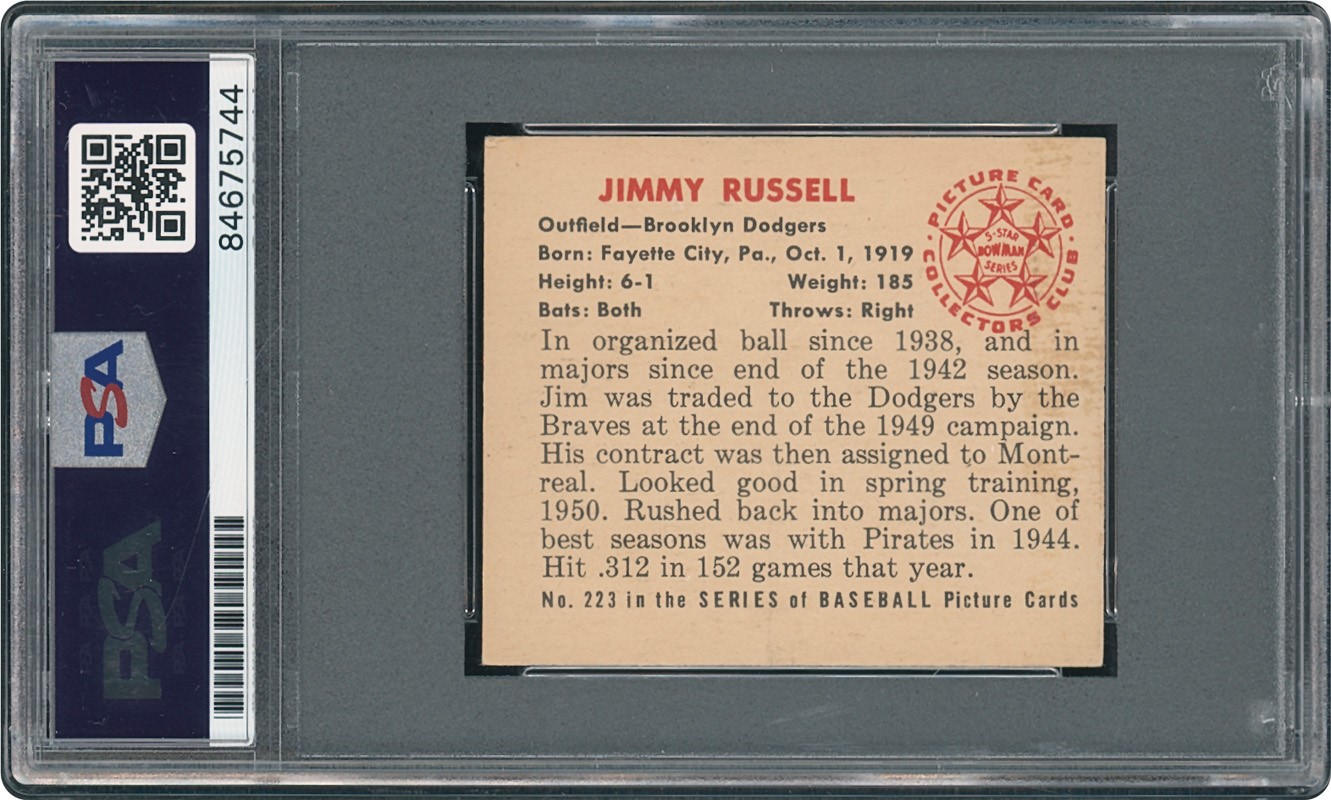 84675744
PSA
PSA
JIMMY RUSSELL
Outfield—Brooklyn Dodgers
Born: Fayette City, Pa., Oct. 1, 1919
Height: 6-1 Weight: 185
Bats: Both Throws: Right
PICTURE CARD
COLLECTORS CLUB
5-STAR
BOWMAN
SERIES
In organized ball since 1938, and in
majors since end of the 1942 season.
Jim was traded to the Dodgers by the
Braves at the end of the 1949 campaign.
His contract was then assigned to Mont-
real. Looked good in spring training,
1950. Rushed back into majors. One of
best seasons was with Pirates in 1944.
Hit .312 in 152 games that year.
No. 223 in the SERIES of BASEBALL Picture Cards